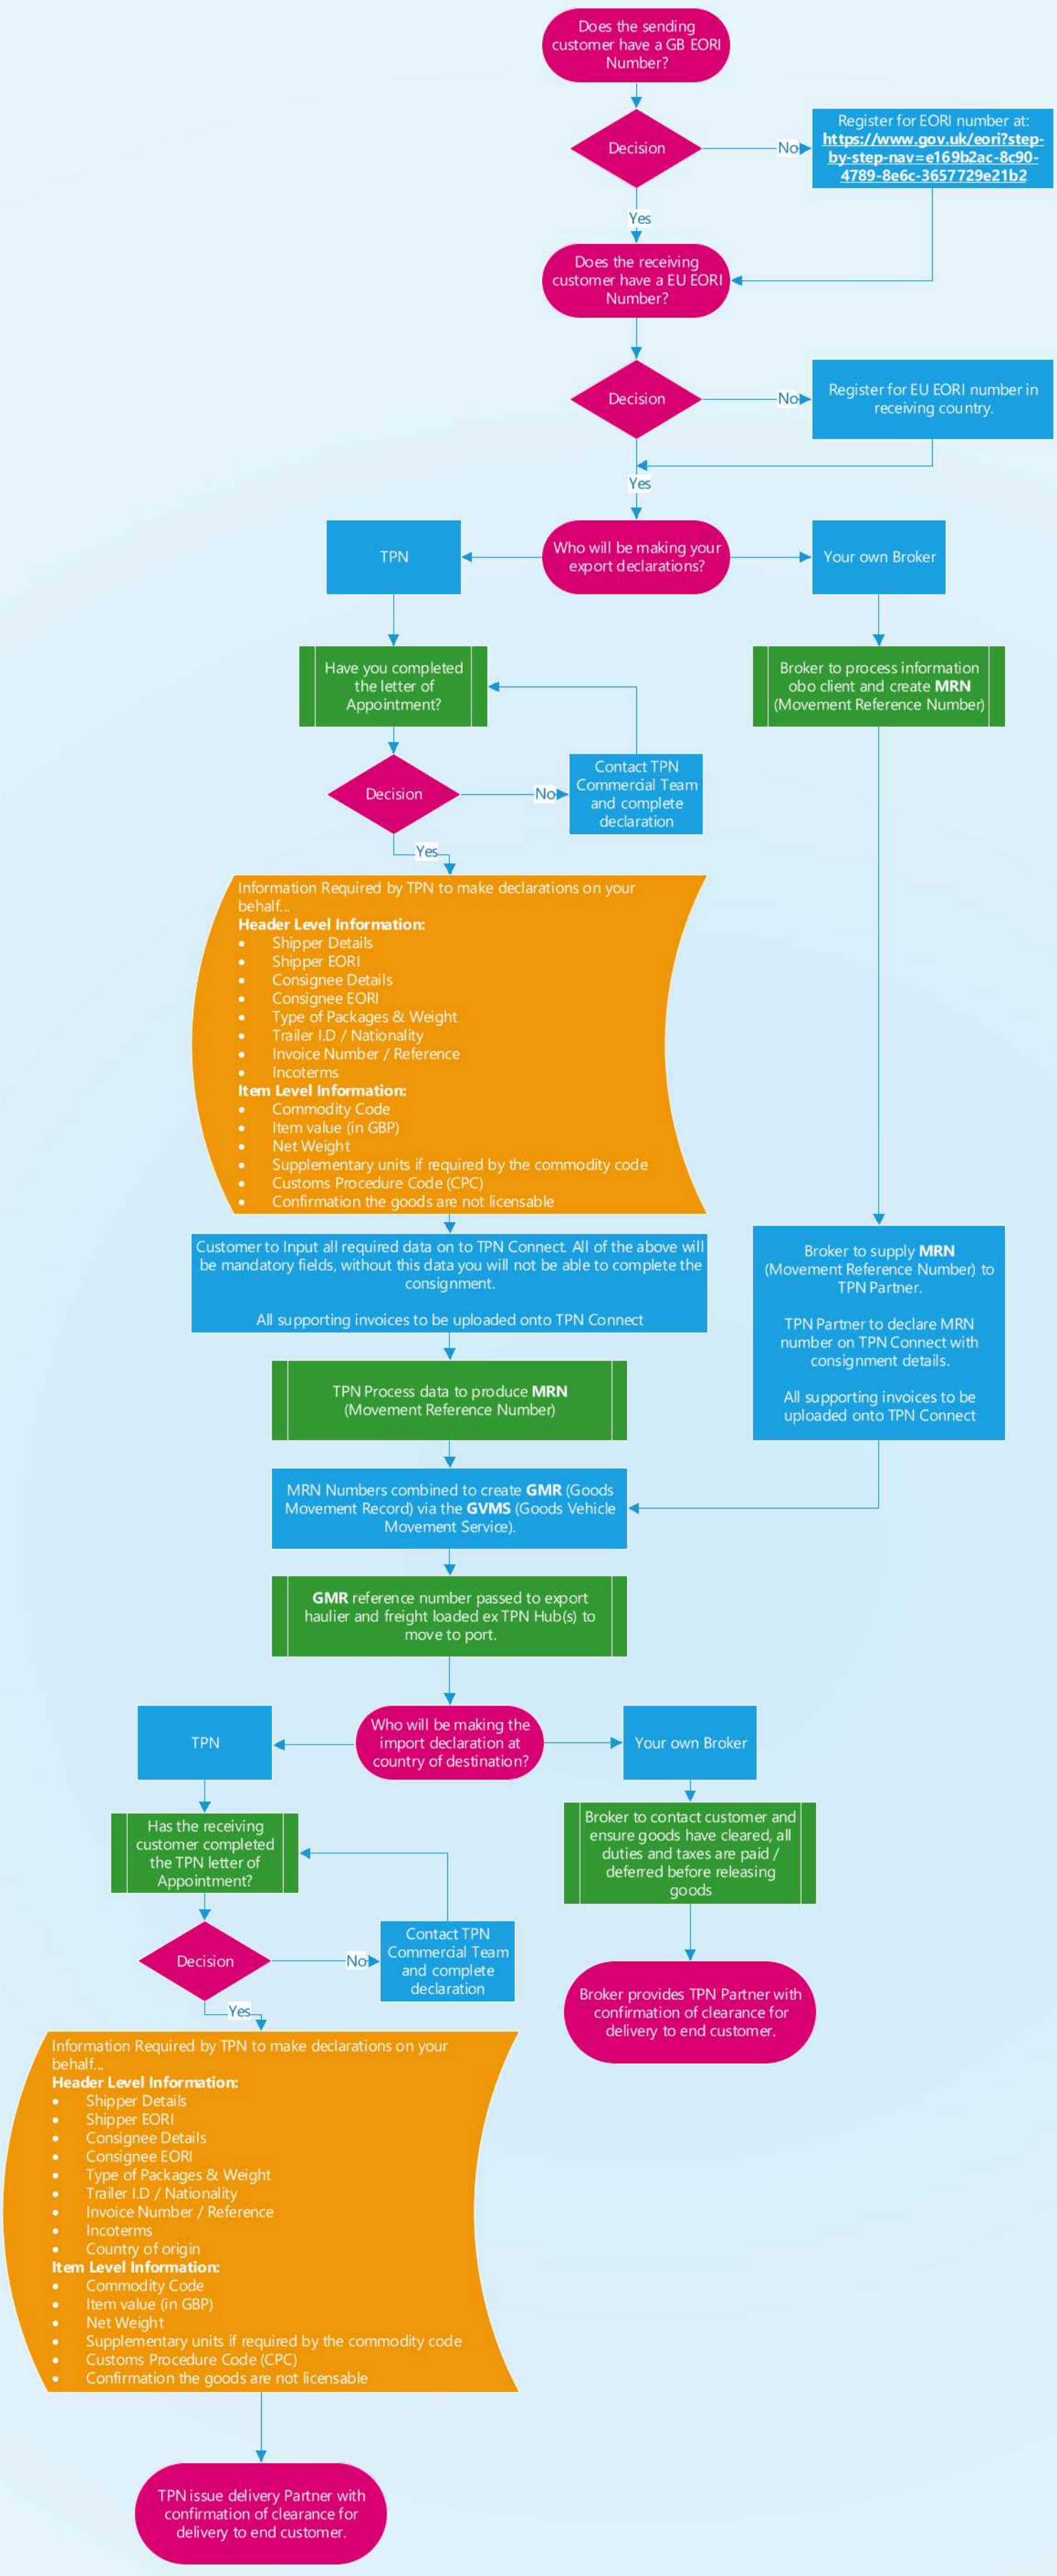 Does the sending
customer have a GB EORI
Number?
Decision
No
Register for EORI number at:
https://www.gov.uk/eori?step-
by-step-nav=e169b2ac-8c90-
4789-8e6c-3657729e21b2
Yes
Does the receiving
customer have a EU EORI
Number?
Decision
No
Register for EU EORI number in
receiving country.
Yes
TPN
Who will be making your
export declarations?
Your own Broker
Have you completed
the letter of
Appointment?
Broker to process information
obo client and create MRN
(Movement Reference Number)
Decision
No
Contact TPN
Commercial Team
and complete
declaration
Yes
Information Required by TPN to make declarations on your
behalf...
Header Level Information:
• Shipper Details
• Shipper EORI
• Consignee Details
• Consignee EORI
• Type of Packages & Weight
• Trailer I.D / Nationality
• Invoice Number / Reference
• Incoterms
Item Level Information:
• Commodity Code
• Item value (in GBP)
• Net Weight
• Supplementary units if required by the commodity code
• Customs Procedure Code (CPC)
• Confirmation the goods are not licensable
Customer to Input all required data on to TPN Connect. All of the above will
be mandatory fields, without this data you will not be able to complete the
consignment.
All supporting invoices to be uploaded onto TPN Connect
Broker to supply MRN
(Movement Reference Number) to
TPN Partner.
TPN Partner to declare MRN
number on TPN Connect with
consignment details.
All supporting invoices to be
uploaded onto TPN Connect
TPN Process data to produce MRN
(Movement Reference Number)
MRN Numbers combined to create GMR (Goods
Movement Record) via the GVMS (Goods Vehicle
Movement Service).
GMR reference number passed to export
haulier and freight loaded ex TPN Hub(s) to
move to port.
TPN
Who will be making the
import declaration at
country of destination?
Your own Broker
Has the receiving
customer completed
the TPN letter of
Appointment?
Broker to contact customer and
ensure goods have cleared, all
duties and taxes are paid /
deferred before releasing
goods
Decision
No
Contact TPN
Commercial Team
and complete
declaration
Broker provides TPN Partner with
confirmation of clearance for
delivery to end customer.
Yes
Information Required by TPN to make declarations on your
behalf...
Header Level Information:
• Shipper Details
• Shipper EORI
• Consignee Details
• Consignee EORI
• Type of Packages & Weight
• Trailer I.D / Nationality
• Invoice Number / Reference
• Incoterms
• Country of origin
Item Level Information:
• Commodity Code
• Item value (in GBP)
• Net Weight
• Supplementary units if required by the commodity code
• Customs Procedure Code (CPC)
• Confirmation the goods are not licensable
TPN issue delivery Partner with
confirmation of clearance for
delivery to end customer.